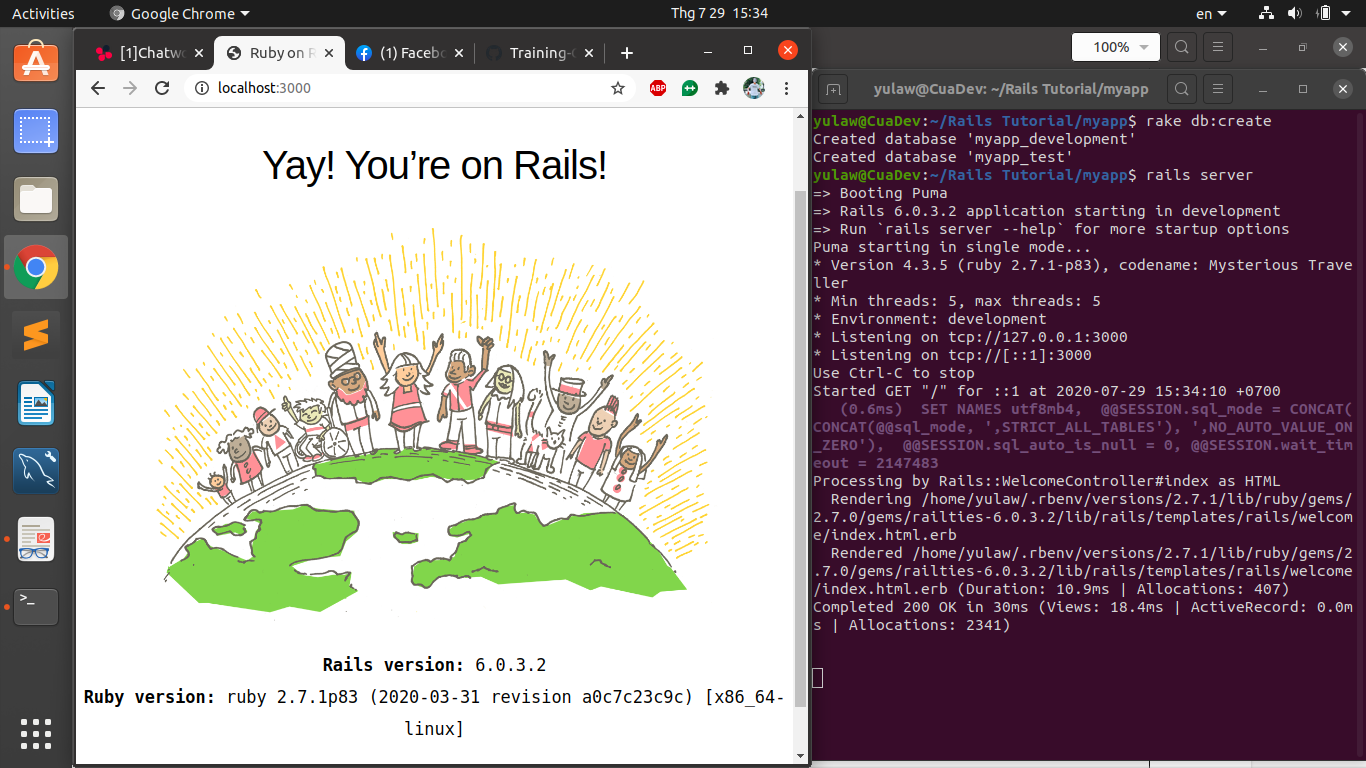 Activities
Google Chrome
Thg 7 29 15:34
en
[1]Chatwo
Ruby on R
(1) Facebo
Training-
100%
localhost:3000
ABP
yulaw@CuaDev: ~/Rails Tutorial/myapp
Yay! You’re on Rails!
Rails version: 6.0.3.2
Ruby version: ruby 2.7.1p83 (2020-03-31 revision a0c7c23c9c) [x86_64-
linux]
yulaw@CuaDev:~/Rails Tutorial/myapp$ rake db:create
Created database 'myapp_development'
Created database 'myapp_test'
yulaw@CuaDev:~/Rails Tutorial/myapp$ rails server
=> Booting Puma
=> Rails 6.0.3.2 application starting in development
=> Run `rails server --help` for more startup options
Puma starting in single mode...
* Version 4.3.5 (ruby 2.7.1-p83), codename: Mysterious Trave
ller
* Min threads: 5, max threads: 5
* Environment: development
* Listening on tcp://127.0.0.1:3000
* Listening on tcp://[::1]:3000
Use Ctrl-C to stop
Started GET "/" for ::1 at 2020-07-29 15:34:10 +0700
(0.6ms)  SET NAMES utf8mb4,  @@SESSION.sql_mode = CONCAT(
CONCAT(@@sql_mode, ',STRICT_ALL_TABLES'), ',NO_AUTO_VALUE_ON
_ZERO'),  @@SESSION.sql_auto_is_null = 0, @@SESSION.wait_tim
eout = 2147483
Processing by Rails::WelcomeController#index as HTML
Rendering /home/yulaw/.rbenv/versions/2.7.1/lib/ruby/gems/
2.7.0/gems/railties-6.0.3.2/lib/rails/templates/rails/welcom
e/index.html.erb
Rendered /home/yulaw/.rbenv/versions/2.7.1/lib/ruby/gems/2
.7.0/gems/railties-6.0.3.2/lib/rails/templates/rails/welcome
/index.html.erb (Duration: 10.9ms | Allocations: 407)
Completed 200 OK in 30ms (Views: 18.4ms | ActiveRecord: 0.0m
s | Allocations: 2341)